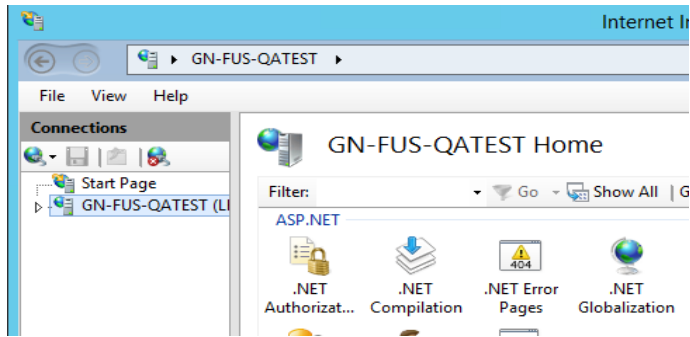 Internet I
GN-FUS-QATEST
File View Help
Connections
GN-FUS-QATEST Home
Start Page
Filter: Go Show All G
GN-FUS-QATEST (LI
ASP.NET
404
.NET Authorizat...
.NET Compilation
.NET Error Pages
.NET Globalization